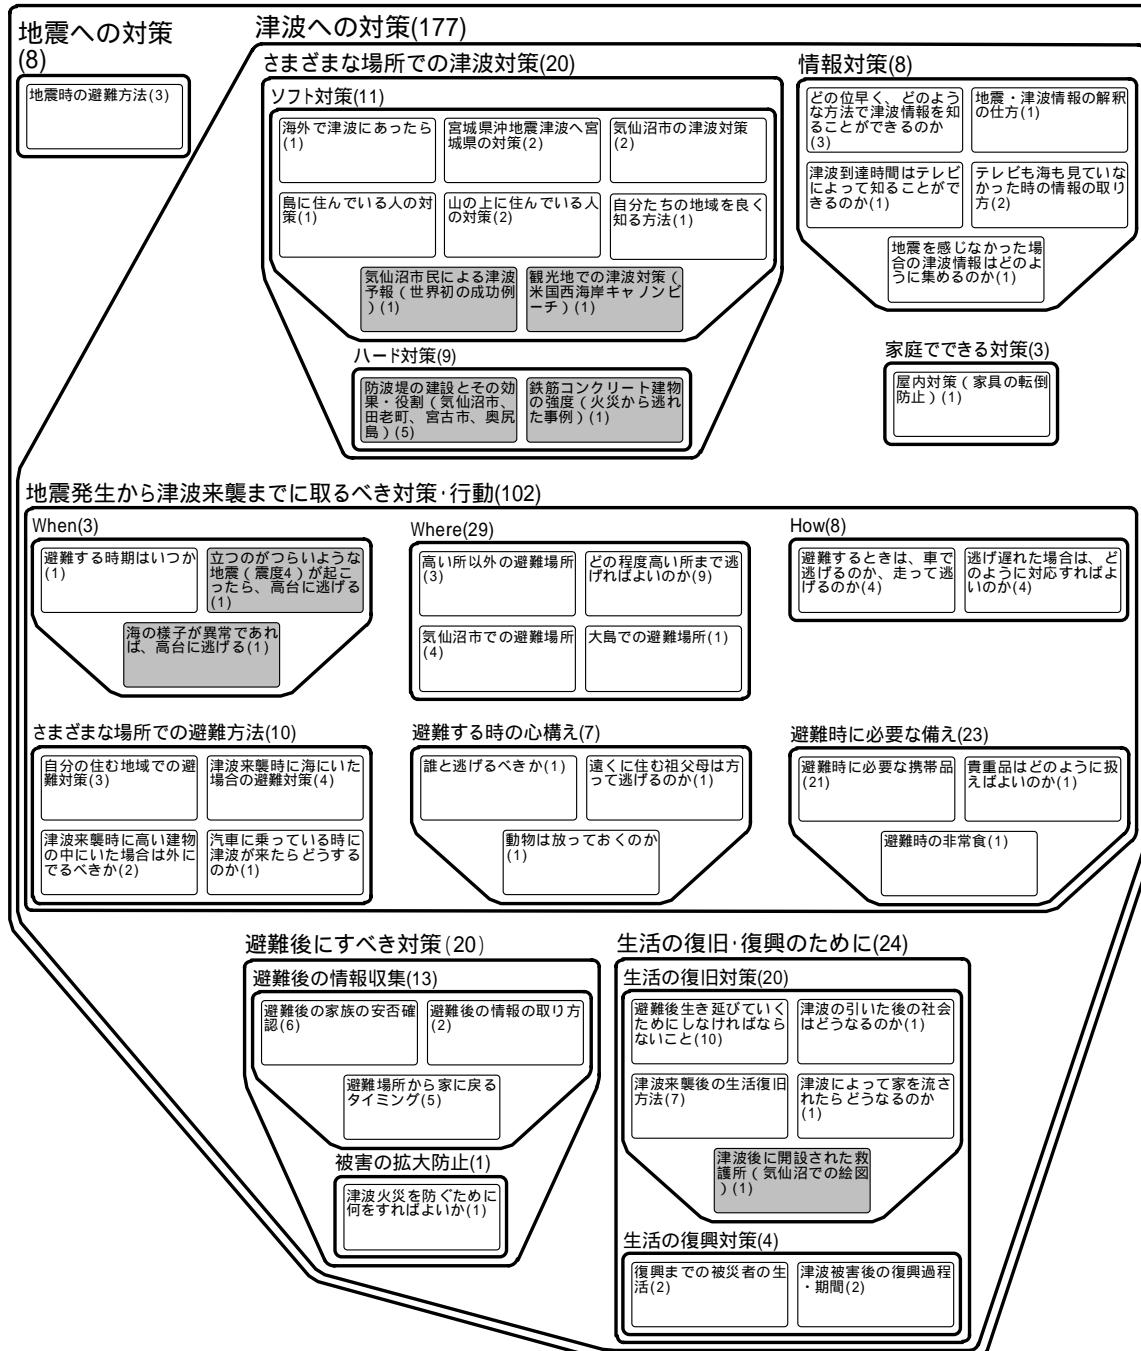 地震への対策
(8)
地震時の避難方法(3)
津波への対策(177)
さまざまな場所での津波対策(20)
ソフト対策(11)
海外で津波にあったら
(1)
宮城県沖地震津波へ宮
城県の対策(2)
気仙沼市の津波対策
(2)
島に住んでいる人の対
策(1)
山の上に住んでいる人
の対策(2)
自分たちの地域を良く
知る方法(1)
気仙沼市民による津波
予報(世界初の成功例
)(1)
観光地での津波対策(
米国西海岸キャノンビ
ーチ)(1)
ハード対策(9)
防波堤の建設とその効
果・役割(気仙沼市、
田老町、宮古市、奥尻
島)(5)
鉄筋コンクリート建物
の強度(火災から逃れ
た事例)(1)
情報対策(8)
どの位早く、どのよう
な方法で津波情報を知
ることができるのか
(3)
地震・津波情報の解釈
の仕方(1)
津波到達時間はテレビ
によって知ることがで
きるのか(1)
テレビも海も見ていな
かった時の情報の取り
方(2)
地震を感じなかった場
合の津波情報はどのよ
うに集めるのか(1)
家庭でできる対策(3)
屋内対策(家具の転倒
防止)(1)
地震発生から津波来襲までに取るべき対策・行動(102)
When(3)
避難する時期はいつか
(1)
立つのがつらいような
地震(震度4)が起こ
ったら、高台に逃げる
(1)
海の様子が異常であれ
ば、高台に逃げる(1)
Where(29)
高い所以外の避難場所
(3)
どの程度高い所まで逃
げればよいのか(9)
気仙沼市での避難場所
(4)
大島での避難場所(1)
How(8)
避難するときは、車で
逃げるのか、走って逃
げるのか(4)
逃げ遅れた場合は、ど
のように対応すればよ
いのか(4)
さまざまな場所での避難方法(10)
自分の住む地域での避
難対策(3)
津波来襲時に海にいた
場合の避難対策(4)
津波来襲時に高い建物
の中にいた場合は外に
でるべきか(2)
汽車に乗っている時に
津波が来たらどうする
のか(1)
避難する時の心構え(7)
誰と逃げるべきか(1)
遠くに住む祖父母は方
って逃げるのか(1)
動物は放っておくのか
(1)
避難時に必要な備え(23)
避難時に必要な携帯品
(21)
貴重品はどのように扱
えばよいのか(1)
避難時の非常食(1)
避難後にすべき対策(20)
避難後の情報収集(13)
避難後の家族の安否確
認(6)
避難後の情報の取り方
(2)
避難場所から家に戻る
タイミング(5)
被害の拡大防止(1)
津波火災を防ぐために
何をすればよいか(1)
生活の復旧・復興のために(24)
生活の復旧対策(20)
避難後生き延びていく
ためにしなければなら
ないこと(10)
津波の引いた後の社会
はどうなるのか(1)
津波来襲後の生活復旧
方法(7)
津波によって家を流さ
れたらどうなるのか
(1)
津波後に開設された救
護所(気仙沼での絵図
)(1)
生活の復興対策(4)
復興までの被災者の生
活(2)
津波被害後の復興過程
・期間(2)